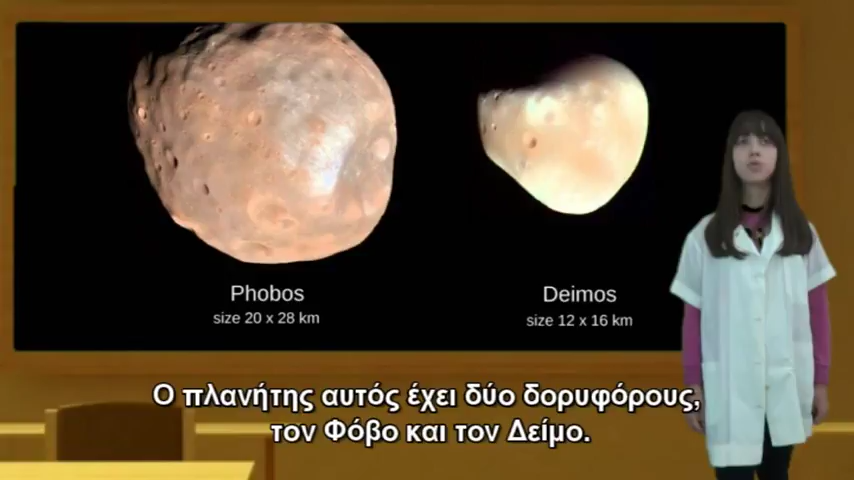 Phobos
size 20 x 28 km
Deimos
size 12 x 16 km
Ο πλανήτης αυτός έχει δύο δορυφόρους,
τον Φόβο και τον Δείμο.